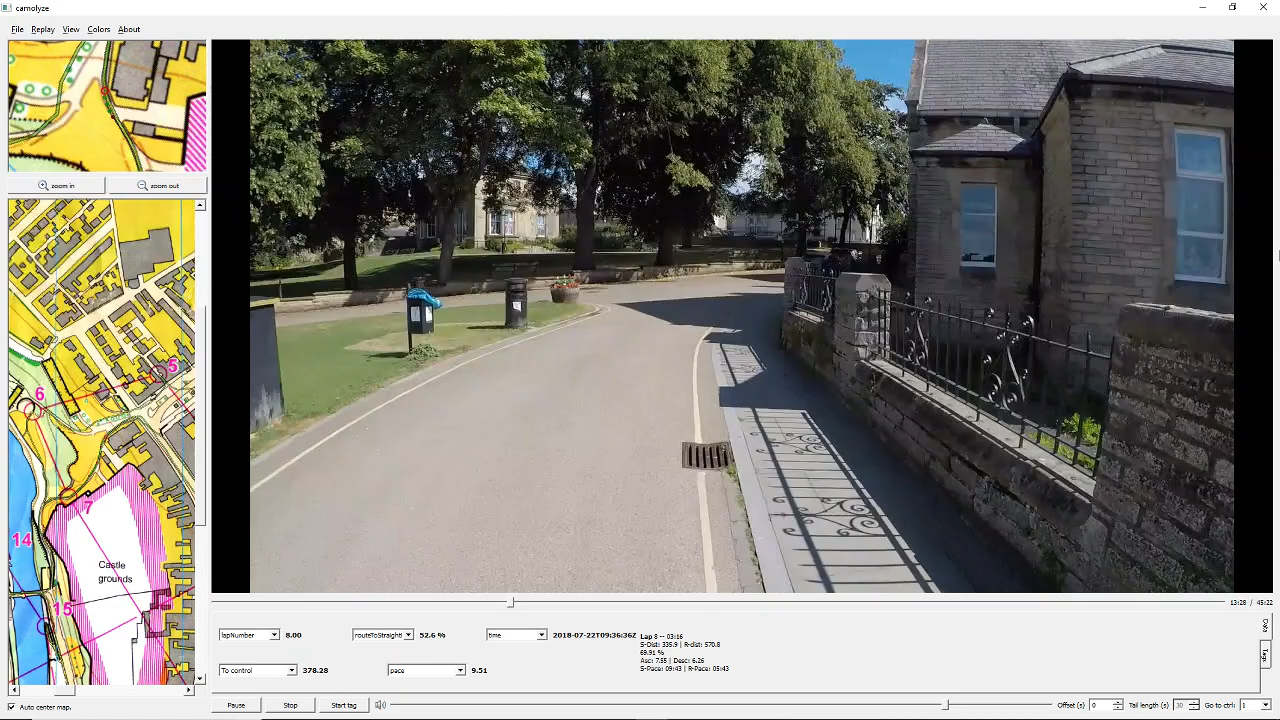 camolyze
File Replay View Colors About
zoom in zoom out
5
6
7
14
Castle
grounds
15
13:28 / 45:22
lapNumber 8.00 routeToStraightl 52.6 % time 2018-07-22T09:36:36Z
To control 378.28 pace 9.51
Lap 8 -- 03:16
S-Dist: 335.9 | R-dist: 570.8
69.91 %
Asc: 7.55 | Desc: 6.26
S-Pace: 09:43 | R-Pace: 05:43
Tags
Auto center map.
Pause Stop Start tag Offset (s) 0 Tail length (s) 30 Go to ctrl: 1